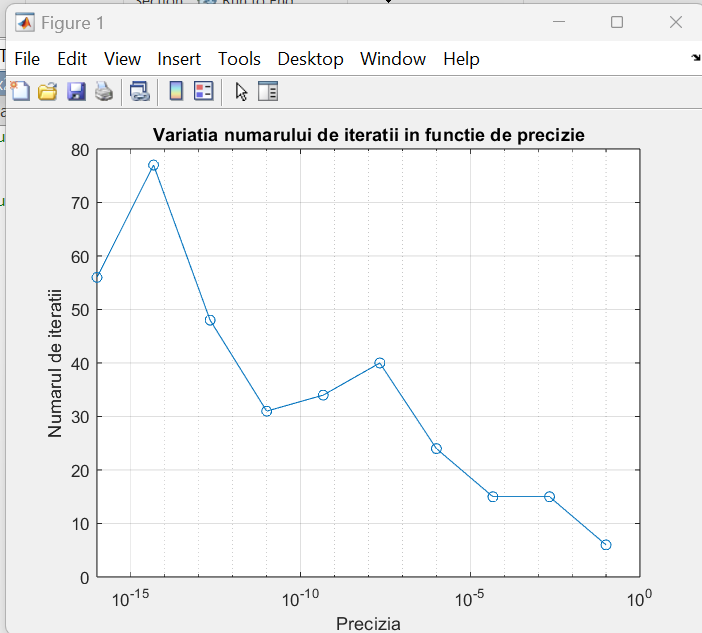 Figure 1
File Edit View Insert Tools Desktop Window Help
Variatia numarului de iteratii in functie de precizie
80
70
60
50
40
30
20
10
0
Numarul de iteratii
10^-15 10^-10 10^-5 10^0
Precizia